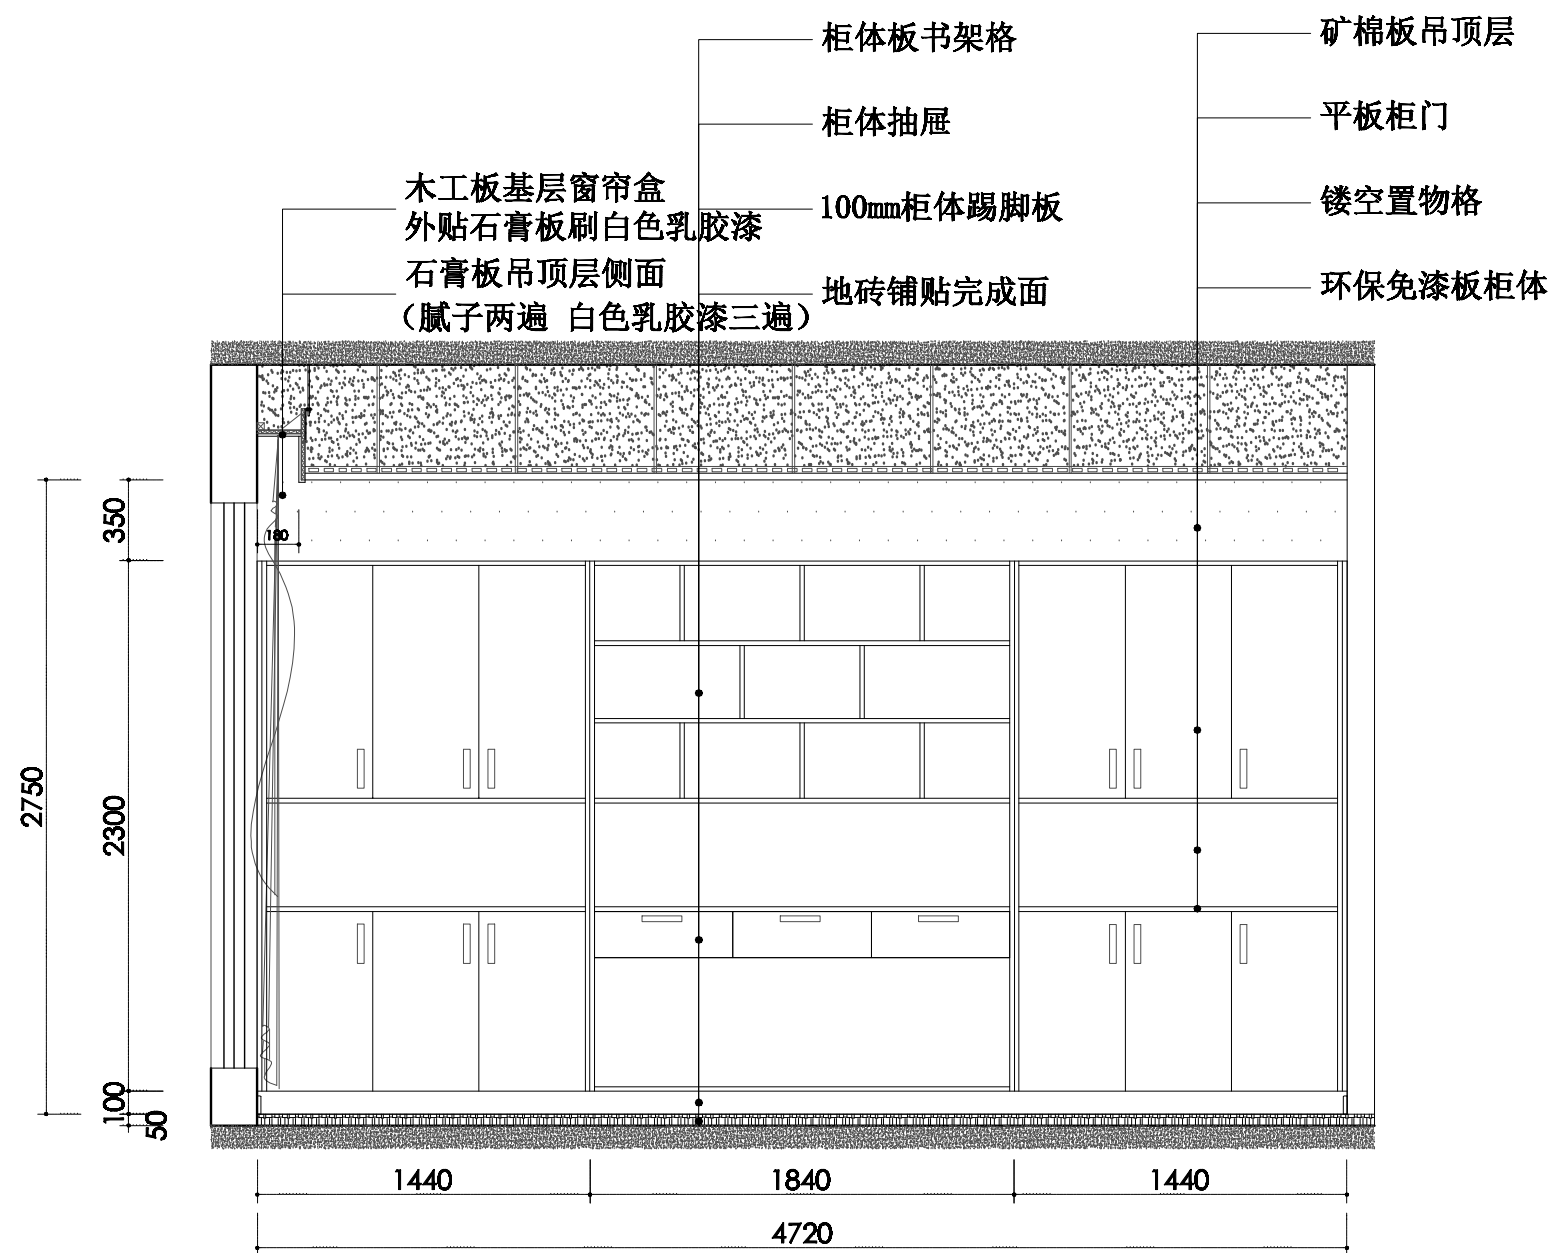 柜体板书架格
矿棉板吊顶层
柜体抽屉
平板柜门
木工板基层窗帘盒
外贴石膏板刷白色乳胶漆
100mm柜体踢脚板
镂空置物格
石膏板吊顶层侧面
（腻子两遍 白色乳胶漆三遍）
地砖铺贴完成面
环保免漆板柜体
350
180
2750
2300
100
50
1440
1840
1440
4720